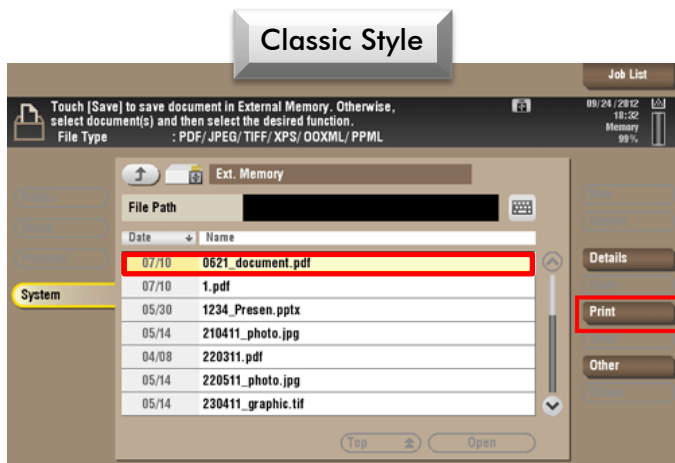 Classic Style
Job List
Touch [Save] to save document in External Memory. Otherwise,
select document(s) and then select the desired function.
File Type : PDF/JPEG/TIFF/XPS/OOXML/PPML
09/24/2012
18:32
Memory
99%
Ext. Memory
File Path
Date Name
07/10 0621_document.pdf
07/10 1.pdf
05/30 1234_Presen.pptx
05/14 210411_photo.jpg
04/08 220311.pdf
05/14 220511_photo.jpg
05/14 230411_graphic.tif
System
Details
Print
Other
Top Open